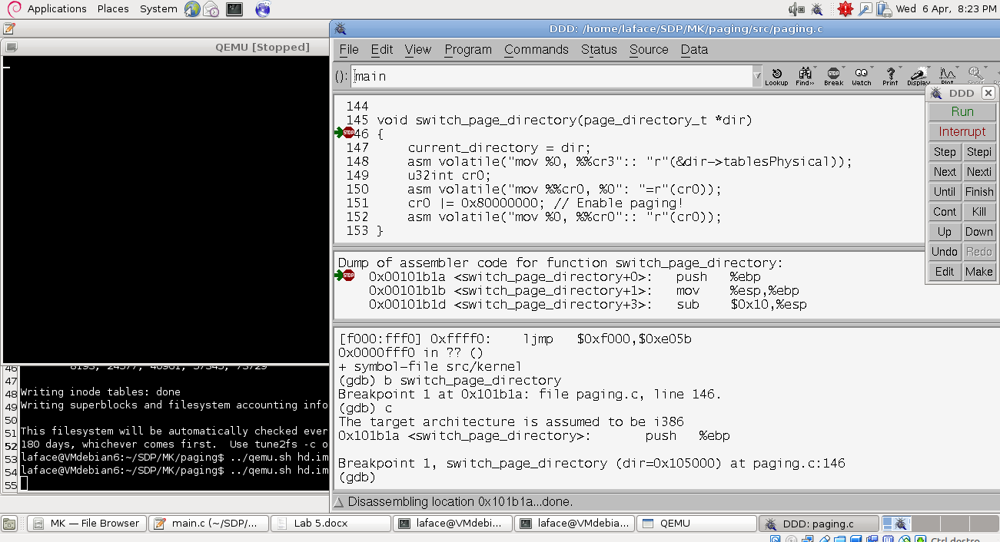 Applications Places System
Wed 6 Apr, 8:23 PM
DDD: /home/laface/SDP/MK/paging/src/paging.c
QEMU [Stopped]
File Edit View Program Commands Status Source Data
(): main
Lookup Find>> Break Watch Print Display Plot
DDD
Run
Interrupt
Step Stepi
Next Nexti
Until Finish
Cont Kill
Up Down
Undo Redo
Edit Make
144
145 void switch_page_directory(page_directory_t *dir)
46 {
147 current_directory = dir;
148 asm volatile("mov %0, %%cr3":: "r"(&dir->tablesPhysical));
149 u32int cr0;
150 asm volatile("mov %%cr0, %0": "=r"(cr0));
151 cr0 |= 0x80000000; // Enable paging!
152 asm volatile("mov %0, %%cr0":: "r"(cr0));
153 }
Dump of assembler code for function switch_page_directory:
0x00101b1a <switch_page_directory+0>: push %ebp
0x00101b1b <switch_page_directory+1>: mov %esp,%ebp
0x00101b1d <switch_page_directory+3>: sub $0x10,%esp
[f000:fff0] 0xffff0: ljmp $0xf000,$0xe05b
0x0000fff0 in ?? ()
+ symbol-file src/kernel
(gdb) b switch_page_directory
Breakpoint 1 at 0x101b1a: file paging.c, line 146.
(gdb) c
The target architecture is assumed to be i386
0x101b1a <switch_page_directory>: push %ebp
Breakpoint 1, switch_page_directory (dir=0x105000) at paging.c:146
(gdb)
Disassembling location 0x101b1a...done.
46
47
48 Writing inode tables: done
49 Writing superblocks and filesystem accounting info
50
51 This filesystem will be automatically checked ever
52 180 days, whichever comes first. Use tune2fs -c o
53 laface@VMdebian6:~/SDP/MK/paging$ ../qemu.sh hd.im
54 laface@VMdebian6:~/SDP/MK/paging$ ../qemu.sh hd.im
55
MK — File Browser
main.c (~/SDP/...
Lab 5.docx
laface@VMdebi...
laface@VMdebia...
QEMU
DDD: paging.c
Ctrl destro